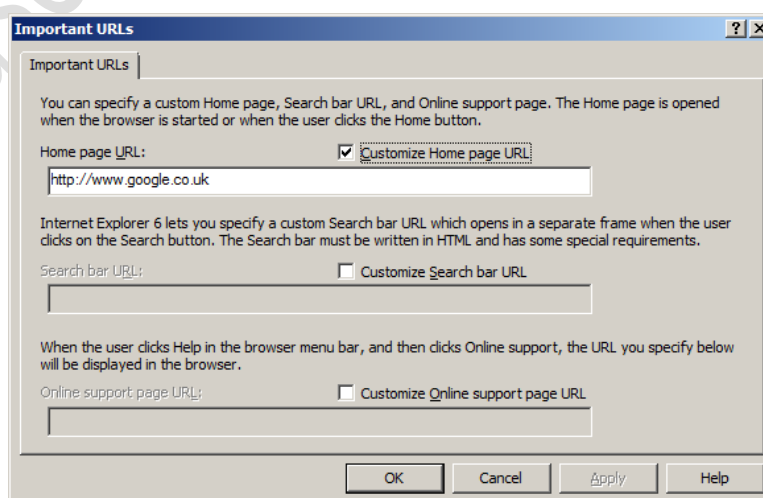 Important URLs
Important URLs
You can specify a custom Home page, Search bar URL, and Online support page. The Home page is opened
when the browser is started or when the user clicks the Home button.
Home page URL: Customize Home page URL
http://www.google.co.uk
Internet Explorer 6 lets you specify a custom Search bar URL which opens in a separate frame when the user
clicks on the Search button. The Search bar must be written in HTML and has some special requirements.
Search bar URL: Customize Search bar URL
When the user clicks Help in the browser menu bar, and then clicks Online support, the URL you specify below
will be displayed in the browser.
Online support page URL: Customize Online support page URL
OK Cancel Apply Help